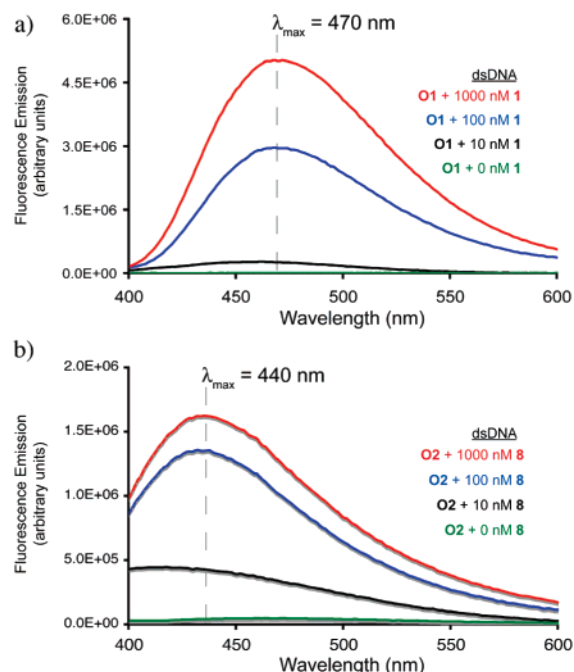 a)
λmax = 470 nm
Fluorescence Emission
(arbitrary units)
6.0E+06
4.5E+06
3.0E+06
1.5E+06
0.0E+00
dsDNA
O1 + 1000 nM 1
O1 + 100 nM 1
O1 + 10 nM 1
O1 + 0 nM 1
400
450
500
550
600
Wavelength (nm)
b)
λmax = 440 nm
Fluorescence Emission
(arbitrary units)
2.0E+06
1.5E+06
1.0E+06
5.0E+05
0.0E+00
dsDNA
O2 + 1000 nM 8
O2 + 100 nM 8
O2 + 10 nM 8
O2 + 0 nM 8
400
450
500
550
600
Wavelength (nm)